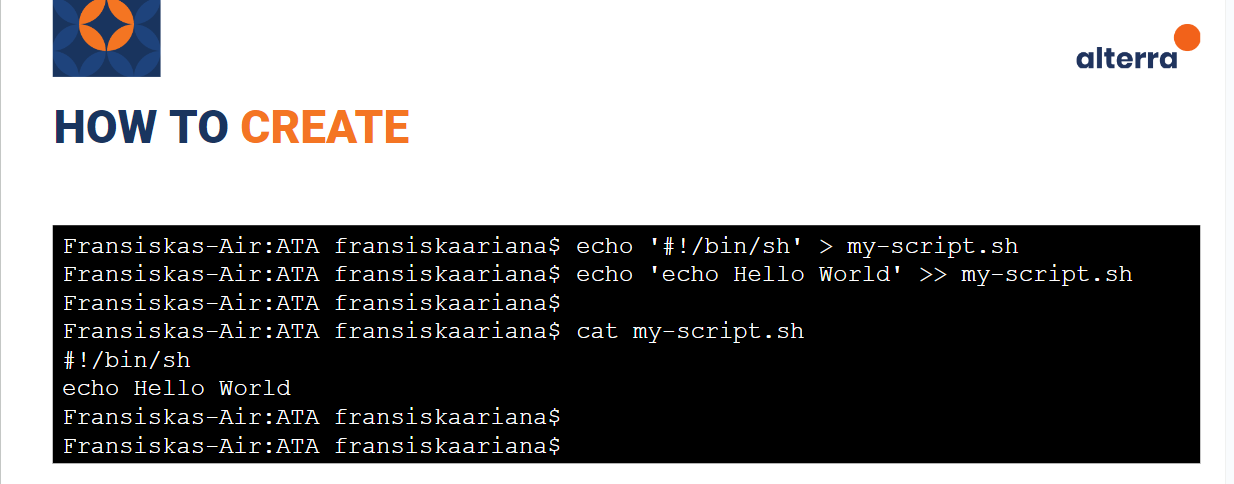 alterra
HOW TO CREATE
Fransiskas-Air:ATA fransiskaariana$ echo '#!/bin/sh' > my-script.sh
Fransiskas-Air:ATA fransiskaariana$ echo 'echo Hello World' >> my-script.sh
Fransiskas-Air:ATA fransiskaariana$
Fransiskas-Air:ATA fransiskaariana$ cat my-script.sh
#!/bin/sh
echo Hello World
Fransiskas-Air:ATA fransiskaariana$
Fransiskas-Air:ATA fransiskaariana$